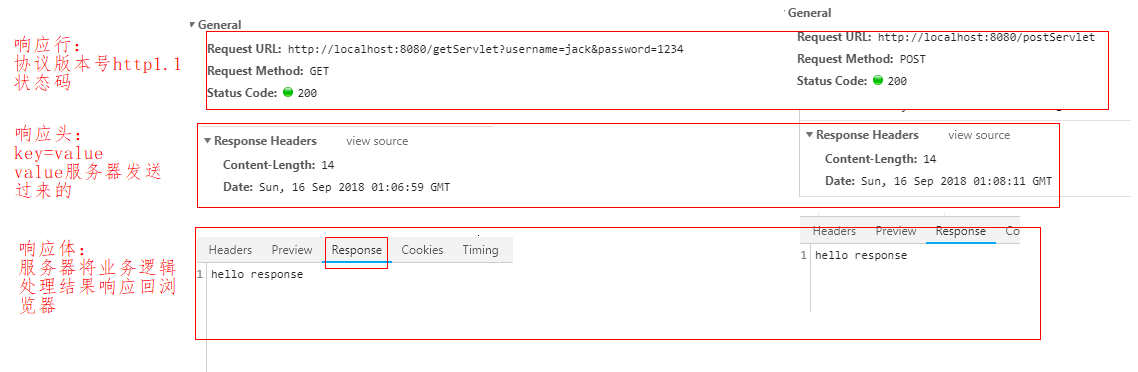 响应行：
协议版本号http1.1
状态码
General
Request URL: http://localhost:8080/getServlet?username=jack&password=1234
Request Method: GET
Status Code: 200
General
Request URL: http://localhost:8080/postServlet
Request Method: POST
Status Code: 200
响应头：
key=value
value服务器发送
过来的
Response Headers view source
Content-Length: 14
Date: Sun, 16 Sep 2018 01:06:59 GMT
Response Headers view source
Content-Length: 14
Date: Sun, 16 Sep 2018 01:08:11 GMT
响应体：
服务器将业务逻辑
处理结果响应回浏
览器
Headers Preview Response Cookies Timing
1 hello response
Headers Preview Response Co
1 hello response